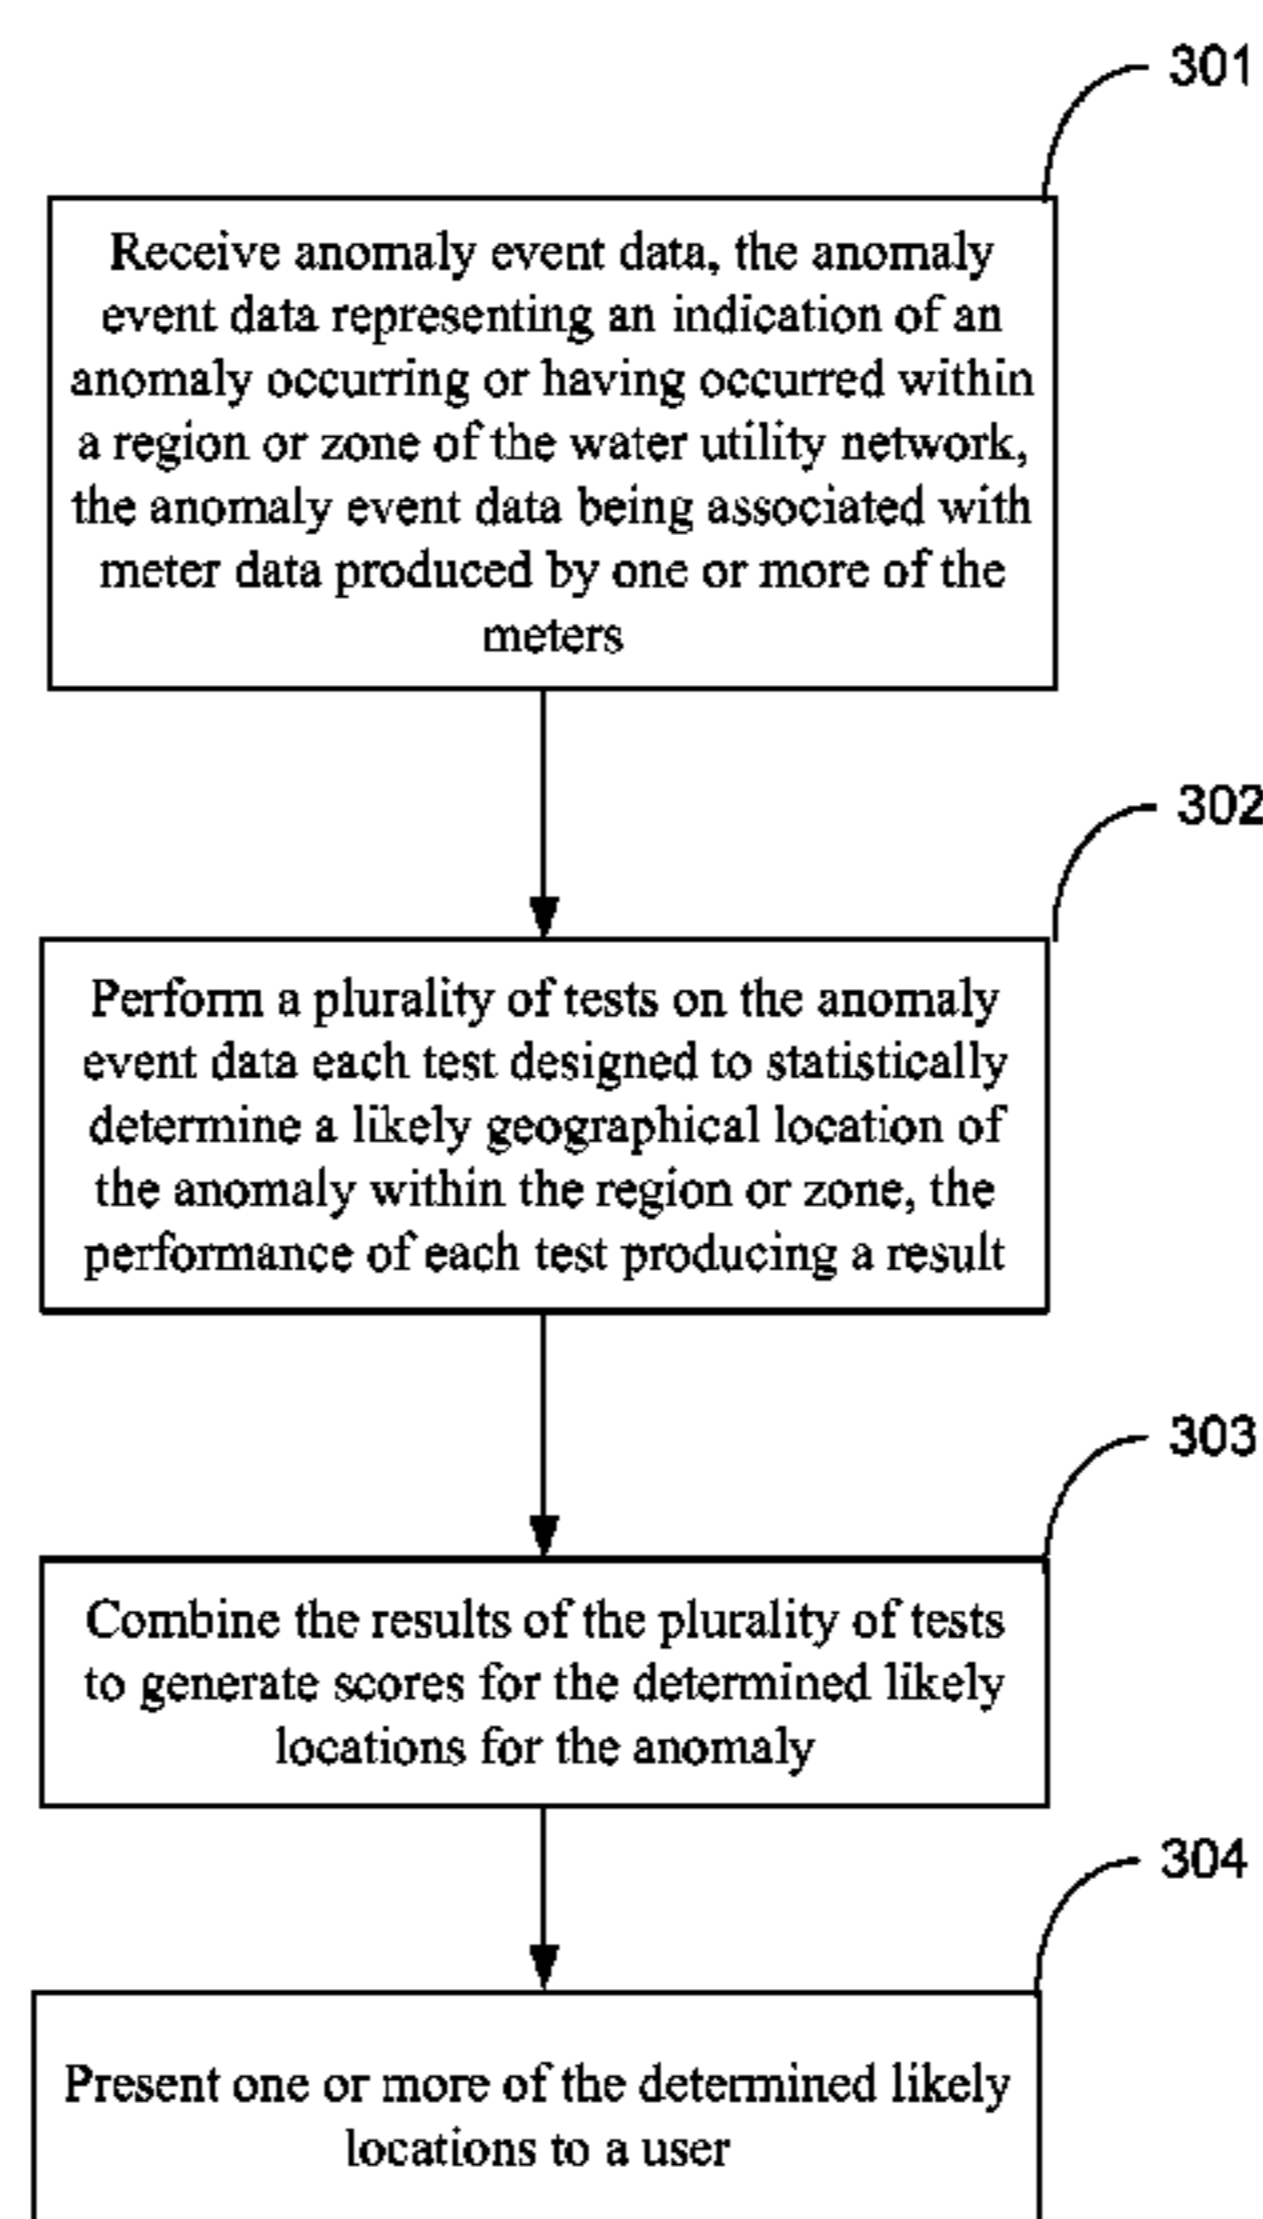 301
Receive anomaly event data, the anomaly
event data representing an indication of an
anomaly occurring or having occurred within
a region or zone of the water utility network,
the anomaly event data being associated with
meter data produced by one or more of the
meters
302
Perform a plurality of tests on the anomaly
event data each test designed to statistically
determine a likely geographical location of
the anomaly within the region or zone, the
performance of each test producing a result
303
Combine the results of the plurality of tests
to generate scores for the determined likely
locations for the anomaly
304
Present one or more of the determined likely
locations to a user